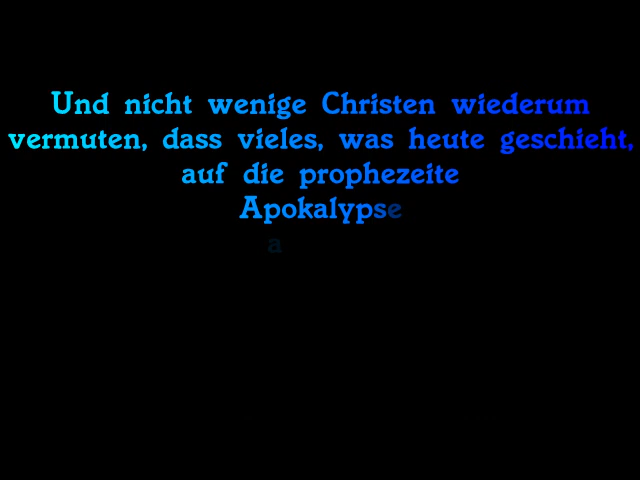 Und nicht wenige Christen wiederum
vermuten, dass vieles, was heute geschieht,
auf die prophezeite
Apokalypse
a